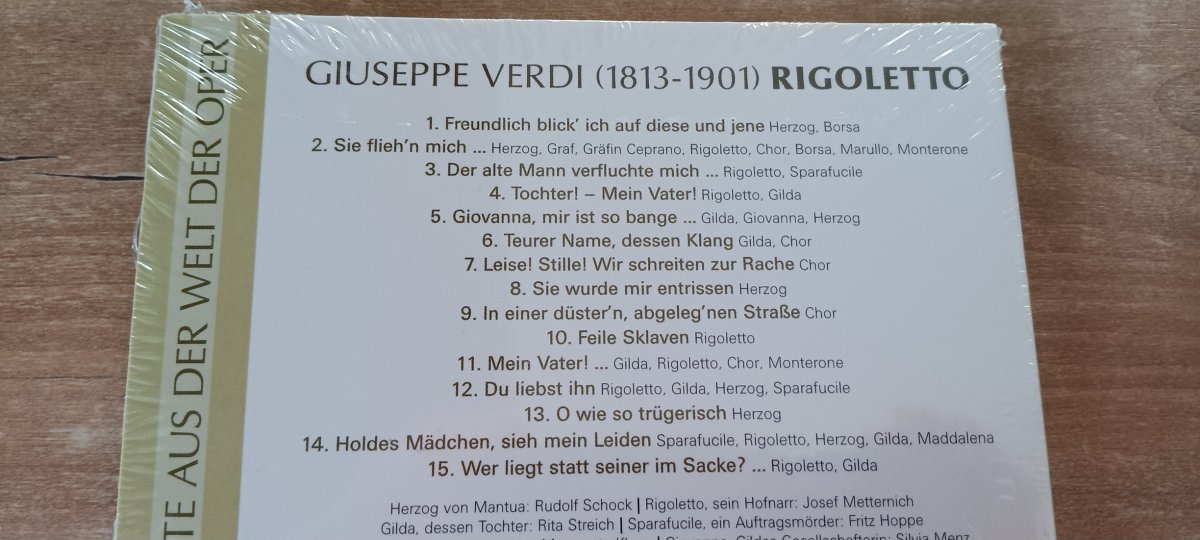 TE AUS DER WELT DER OPER
GIUSEPPE VERDI (1813-1901) RIGOLETTO
1. Freundlich blick' ich auf diese und jene Herzog, Borsa
2. Sie flieh'n mich ... Herzog, Graf, Gräfin Ceprano, Rigoletto, Chor, Borsa, Marullo, Monterone
3. Der alte Mann verfluchte mich ... Rigoletto, Sparafucile
4. Tochter! – Mein Vater! Rigoletto, Gilda
5. Giovanna, mir ist so bange ... Gilda, Giovanna, Herzog
6. Teurer Name, dessen Klang Gilda, Chor
7. Leise! Stille! Wir schreiten zur Rache Chor
8. Sie wurde mir entrissen Herzog
9. In einer düster'n, abgeleg'nen Straße Chor
10. Feile Sklaven Rigoletto
11. Mein Vater! ... Gilda, Rigoletto, Chor, Monterone
12. Du liebst ihn Rigoletto, Gilda, Herzog, Sparafucile
13. O wie so trügerisch Herzog
14. Holdes Mädchen, sieh mein Leiden Sparafucile, Rigoletto, Herzog, Gilda, Maddalena
15. Wer liegt statt seiner im Sacke? ... Rigoletto, Gilda
Herzog von Mantua: Rudolf Schock | Rigoletto, sein Hofnarr: Josef Metternich
Gilda, dessen Tochter: Rita Streich | Sparafucile, ein Auftragsmörder: Fritz Hoppe
Giovanna, Gildas Gesellschafterin: Silvia Menz